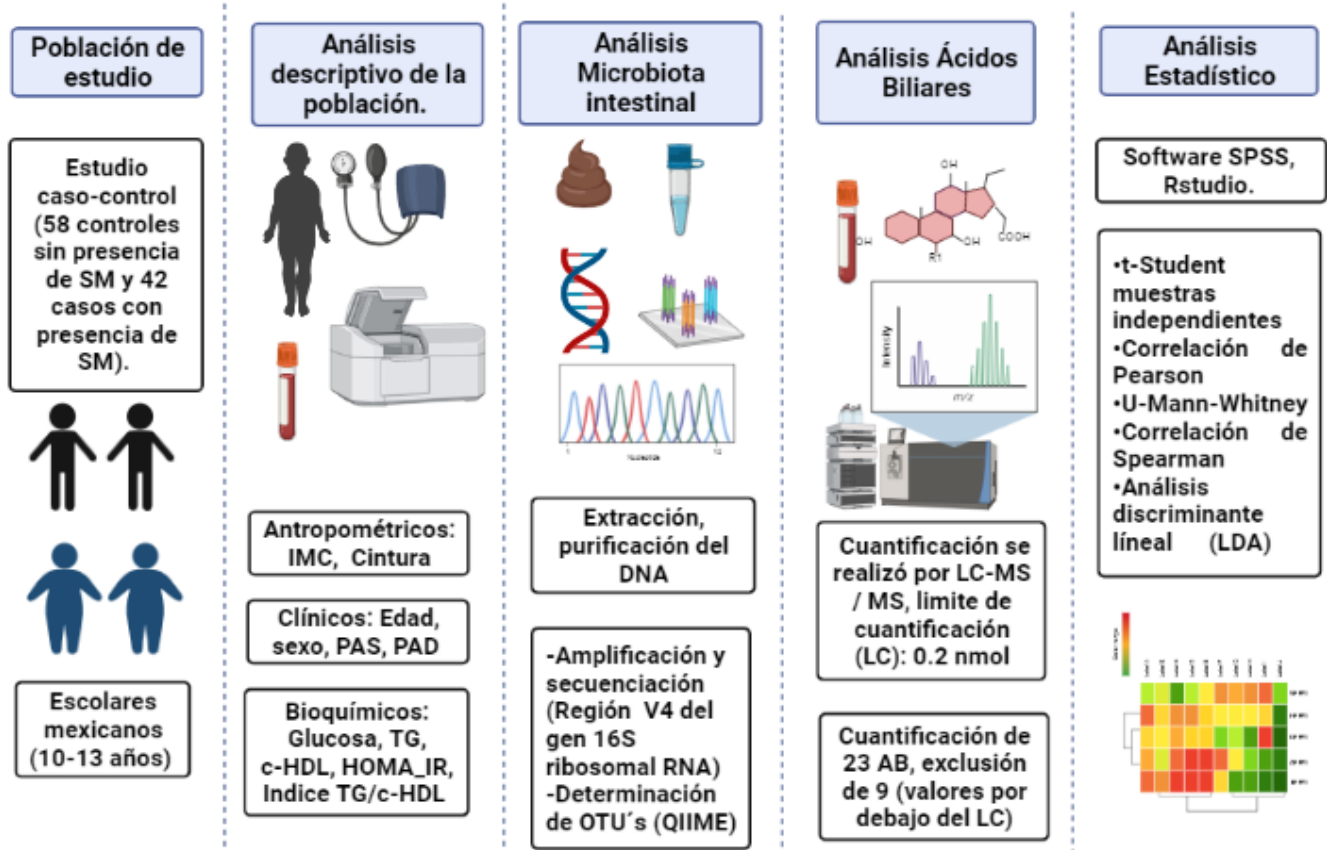 Población de
estudio
Estudio
caso-control
(58 controles
sin presencia
de SM y 42
casos con
presencia de
SM).
Escolares
mexicanos
(10-13 años)
Análisis
descriptivo de la
población.
Antropométricos:
IMC, Cintura
Clínicos: Edad,
sexo, PAS, PAD
Bioquímicos:
Glucosa, TG,
c-HDL, HOMA_IR,
Indice TG/c-HDL
Análisis
Microbiota
intestinal
Nucleotide
Extracción,
purificación del
DNA
-Amplificación y
secuenciación
(Región V4 del
gen 16S
ribosomal RNA)
-Determinación
de OTU´s (QIIME)
Análisis Ácidos
Biliares
OH
OH
OH
COOH
R1
Intensity
m/z
Cuantificación se
realizó por LC-MS
/ MS, limite de
cuantificación
(LC): 0.2 nmol
Cuantificación de
23 AB, exclusión
de 9 (valores por
debajo del LC)
Análisis
Estadístico
Software SPSS,
Rstudio.
•t-Student
muestras
independientes
•Correlación de
Pearson
•U-Mann-Whitney
•Correlación de
Spearman
•Análisis
discriminante
líneal (LDA)